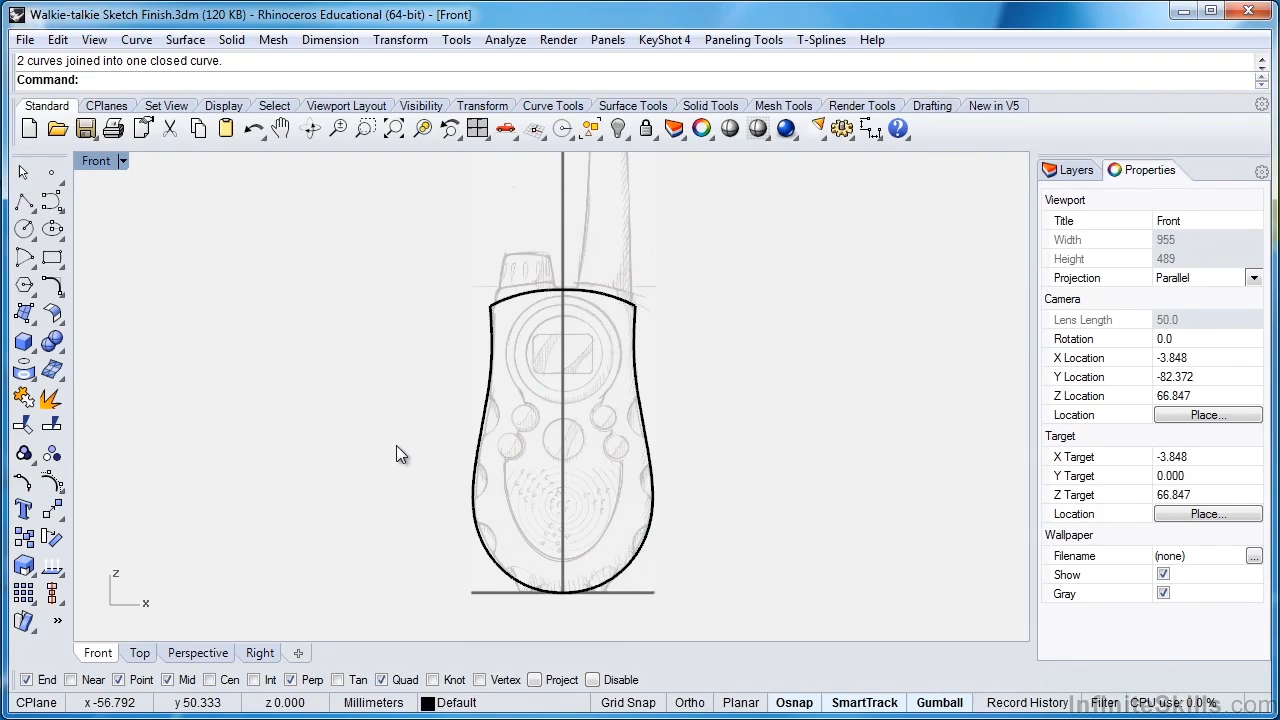 Walkie-talkie Sketch Finish.3dm (120 KB) - Rhinoceros Educational (64-bit) - [Front]
File Edit View Curve Surface Solid Mesh Dimension Transform Tools Analyze Render Panels KeyShot 4 Paneling Tools T-Splines Help
2 curves joined into one closed curve.
Command:
Standard CPlanes Set View Display Select Viewport Layout Visibility Transform Curve Tools Surface Tools Solid Tools Mesh Tools Render Tools Drafting New in V5
Front
Layers Properties
Viewport
Title Front
Width 955
Height 489
Projection Parallel
Camera
Lens Length 50.0
Rotation 0.0
X Location -3.848
Y Location -82.372
Z Location 66.847
Location Place...
Target
X Target -3.848
Y Target 0.000
Z Target 66.847
Location Place...
Wallpaper
Filename (none) ...
Show
Gray
z
x
Front Top Perspective Right
End Near Point Mid Cen Int Perp Tan Quad Knot Vertex Project Disable
CPlane x -56.792 y 50.333 z 0.000 Millimeters Default Grid Snap Ortho Planar Osnap SmartTrack Gumball Record History Filter CPU use: 0.0 %
InfiniteSkills.com